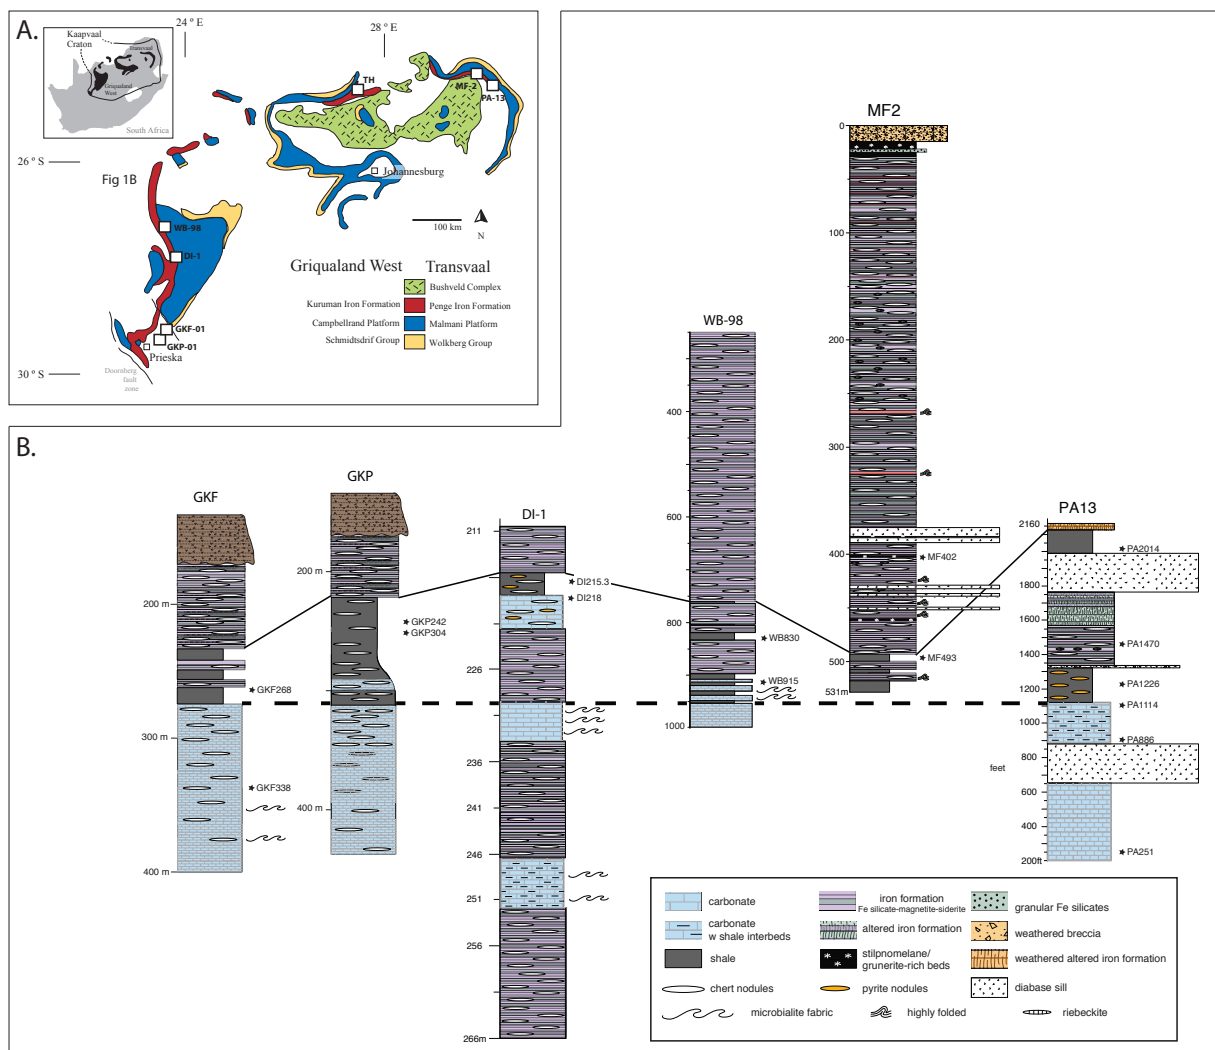 A.
24 º E
28 º E
Kaapvaal
Craton
Transvaal
Griqualand
West
South Africa
TH
MF-2
PA-13
26 º S
Fig 1B
Johannesburg
WB-98
DI-1
100 km
N
Griqualand West
Transvaal
Bushveld Complex
Kuruman Iron Formation
Penge Iron Formation
Campbellrand Platform
Malmani Platform
Schmidtsdrif Group
Wolkberg Group
GKF-01
GKP-01
Prieska
30 º S
Doornberg
fault
zone
B.
GKF
200 m
300 m
400 m
GKF268
GKF338
GKP
200 m
400 m
GKP242
GKP304
DI-1
211
226
236
241
246
251
256
266m
DI215.3
DI218
WB-98
400
600
800
1000
WB830
WB915
MF2
0
100
200
300
400
500
531m
MF402
MF493
PA13
2160
1800
1600
1400
1200
1000
800
feet
600
400
200ft
PA2014
PA1470
PA1226
PA1114
PA886
PA251
carbonate
iron formation
Fe silicate-magnetite-siderite
granular Fe silicates
carbonate
w shale interbeds
altered iron formation
weathered breccia
shale
stilpnomelane/
grunerite-rich beds
weathered altered iron formation
chert nodules
pyrite nodules
diabase sill
microbialite fabric
highly folded
riebeckite